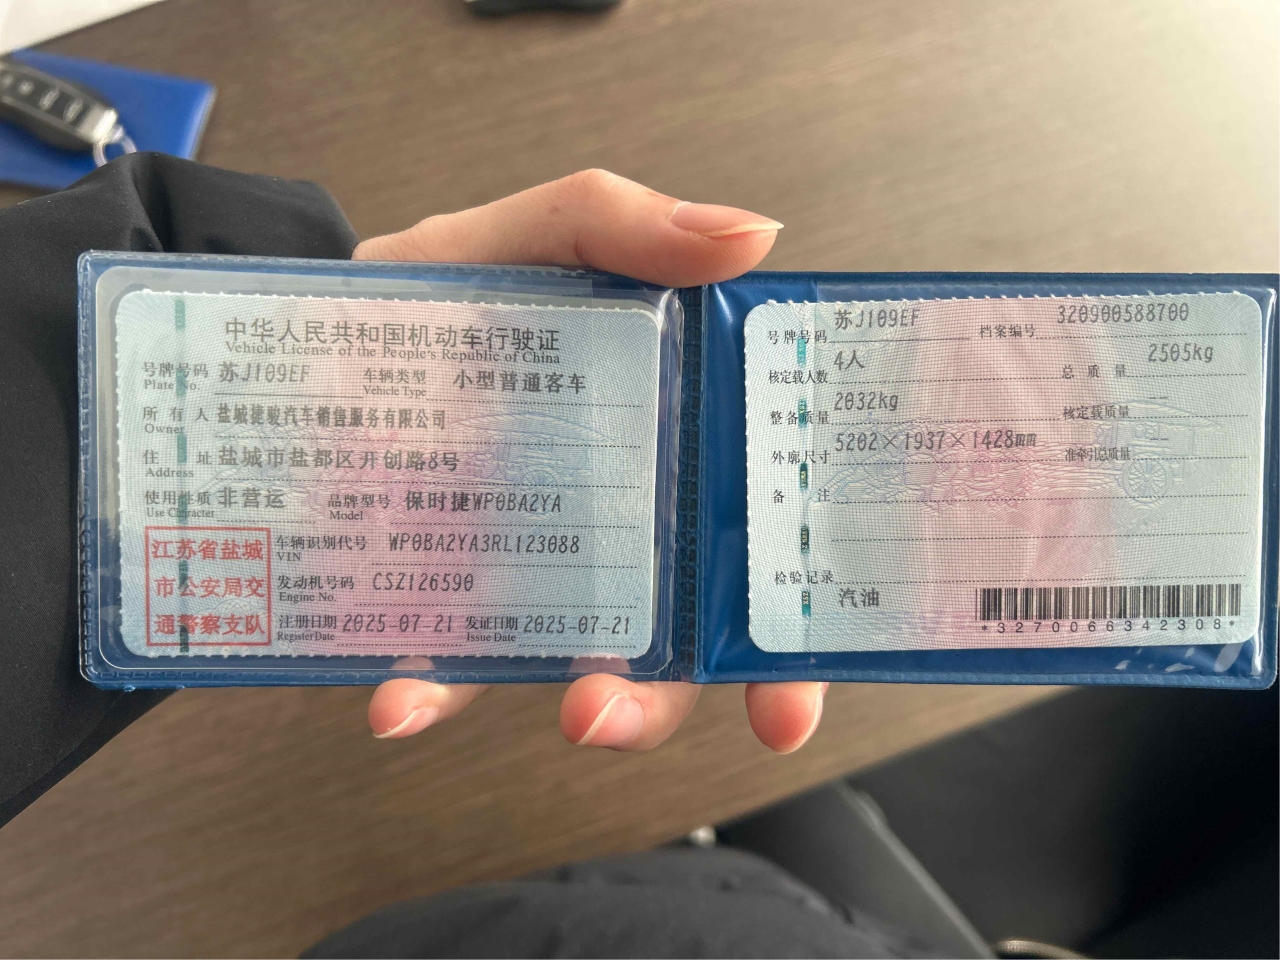 中华人民共和国机动车行驶证
Vehicle License of the People's Republic of China
号牌号码 苏J109EF 车辆类型 小型普通客车
Plate No. Vehicle Type
所有人 盐城捷骏汽车销售服务有限公司
Owner
住址 盐城市盐都区开创路8号
Address
使用性质 非营运 品牌型号 保时捷WP0BA2YA
Use Character Model
江苏省盐城
市公安局交
通警察支队
车辆识别代号 WP0BA2YA3RL123088
VIN
发动机号码 CSZ126590
Engine No.
注册日期 2025-07-21 发证日期 2025-07-21
Register Date Issue Date
号牌号码 苏J109EF 档案编号 320900588700
核定载人数 4人 总质量 2505kg
整备质量 2032kg 核定载质量 --
外廓尺寸 5202×1937×1428mm 准牵引总质量 --
备注
检验记录
汽油
*3270066342308*